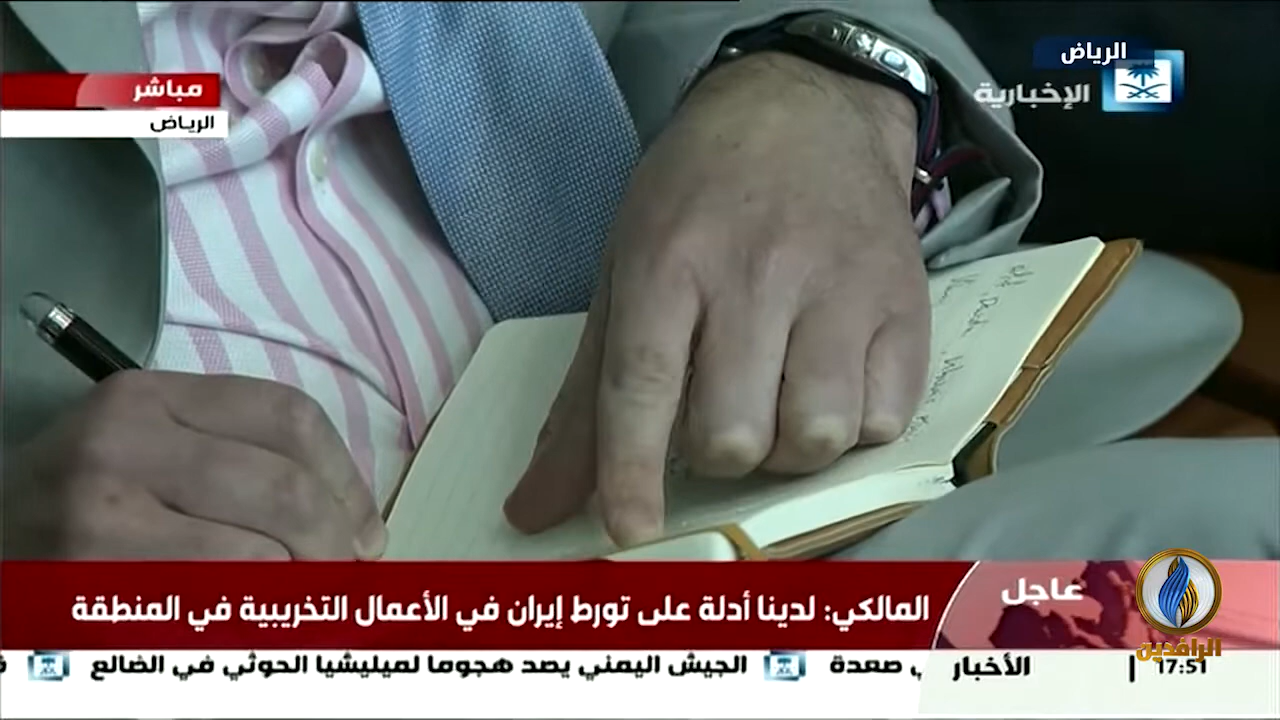 الرياض
الإخبارية
مباشر
الرياض
عاجل
المالكي: لدينا أدلة على تورط إيران في الأعمال التخريبية في المنطقة
الأخبار
ي صعدة
الجيش اليمني يصد هجوما لميليشيا الحوثي في الضالع
17:51
الرافدين